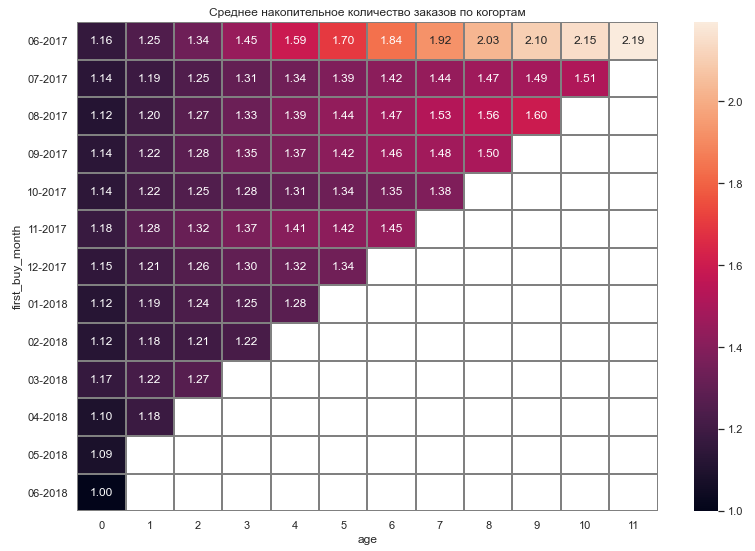 Среднее накопительное количество заказов по когортам
06-2017 1.16 1.25 1.34 1.45 1.59 1.70 1.84 1.92 2.03 2.10 2.15 2.19
07-2017 1.14 1.19 1.25 1.31 1.34 1.39 1.42 1.44 1.47 1.49 1.51
08-2017 1.12 1.20 1.27 1.33 1.39 1.44 1.47 1.53 1.56 1.60
09-2017 1.14 1.22 1.28 1.35 1.37 1.42 1.46 1.48 1.50
10-2017 1.14 1.22 1.25 1.28 1.31 1.34 1.35 1.38
11-2017 1.18 1.28 1.32 1.37 1.41 1.42 1.45
12-2017 1.15 1.21 1.26 1.30 1.32 1.34
01-2018 1.12 1.19 1.24 1.25 1.28
02-2018 1.12 1.18 1.21 1.22
03-2018 1.17 1.22 1.27
04-2018 1.10 1.18
05-2018 1.09
06-2018 1.00
0 1 2 3 4 5 6 7 8 9 10 11
age
first_buy_month
2.0
1.8
1.6
1.4
1.2
1.0